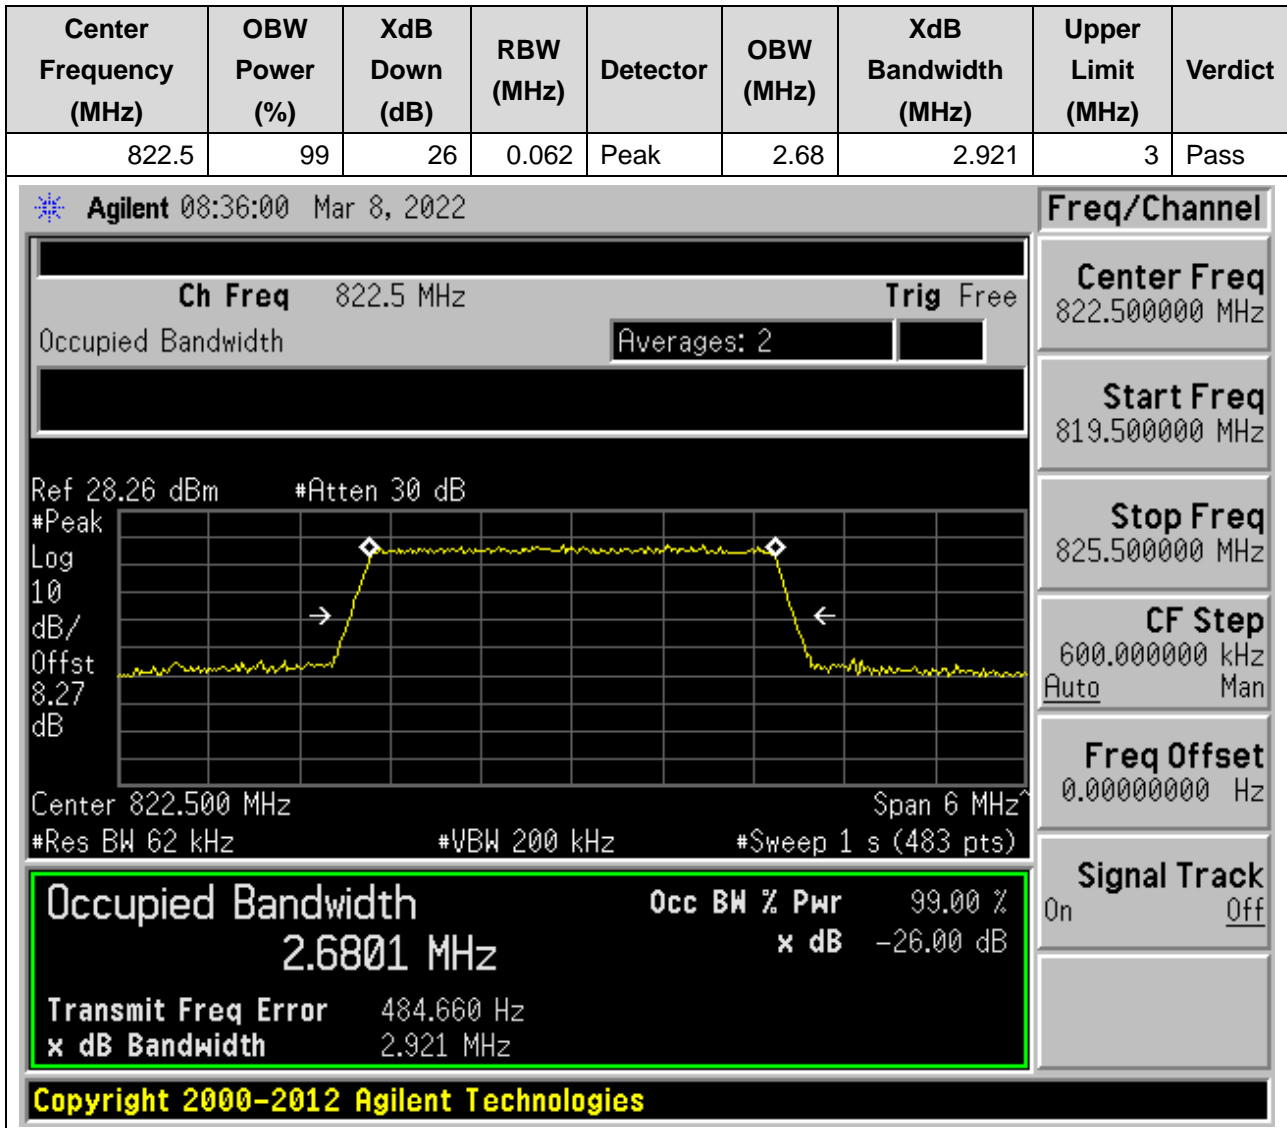 Center Frequency (MHz) OBW Power (%) XdB Down (dB) RBW (MHz) Detector OBW (MHz) XdB Bandwidth (MHz) Upper Limit (MHz) Verdict
822.5 99 26 0.062 Peak 2.68 2.921 3 Pass
Agilent 08:36:00 Mar 8, 2022
Freq/Channel
Ch Freq 822.5 MHz Trig Free
Occupied Bandwidth Averages: 2
Ref 28.26 dBm #Atten 30 dB
#Peak
Log
10
dB/
Offst
8.27
dB
Center 822.500 MHz Span 6 MHz^
#Res BW 62 kHz #VBW 200 kHz #Sweep 1 s (483 pts)
Occupied Bandwidth
2.6801 MHz
Occ BW % Pwr 99.00 %
x dB -26.00 dB
Transmit Freq Error 484.660 Hz
x dB Bandwidth 2.921 MHz
Center Freq
822.500000 MHz
Start Freq
819.500000 MHz
Stop Freq
825.500000 MHz
CF Step
600.000000 kHz
Auto Man
Freq Offset
0.00000000 Hz
Signal Track
On Off
Copyright 2000-2012 Agilent Technologies